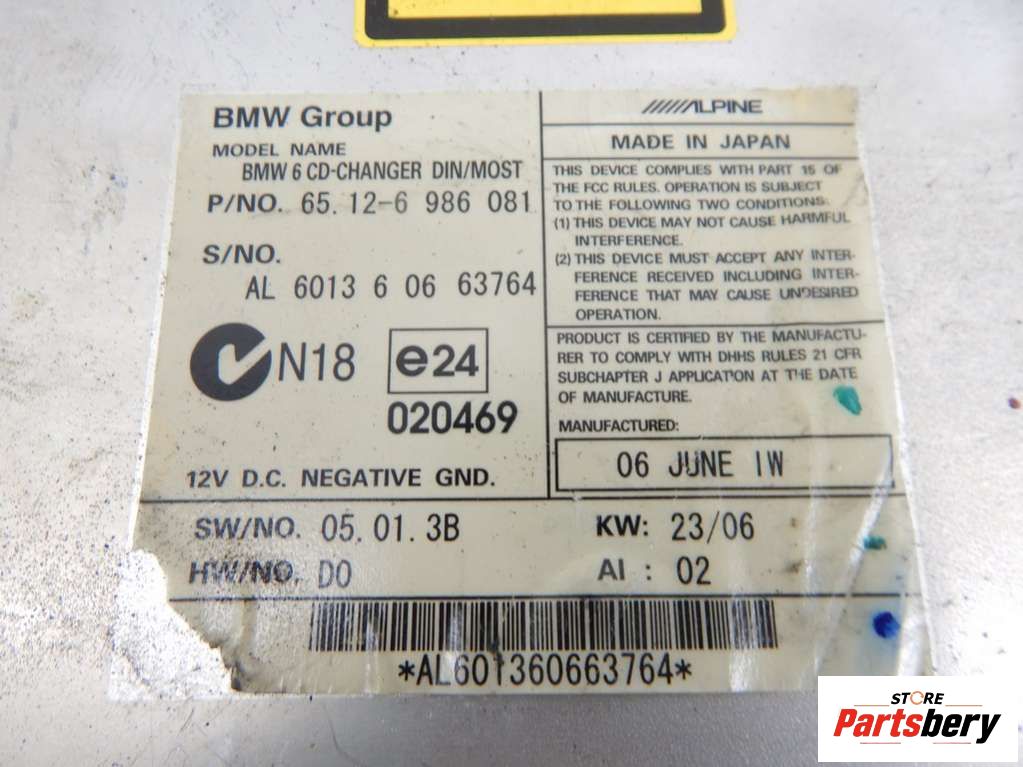 BMW Group
MODEL NAME
BMW 6 CD-CHANGER DIN/MOST
P/NO. 65.12-6 986 081
S/NO.
AL 6013 6 06 63764
N18
e24
020469
12V D.C. NEGATIVE GND.
ALPINE
MADE IN JAPAN
THIS DEVICE COMPLIES WITH PART 15 OF
THE FCC RULES. OPERATION IS SUBJECT
TO THE FOLLOWING TWO CONDITIONS:
(1) THIS DEVICE MAY NOT CAUSE HARMFUL
INTERFERENCE.
(2) THIS DEVICE MUST ACCEPT ANY INTER-
FERENCE RECEIVED INCLUDING INTER-
FERENCE THAT MAY CAUSE UNDESIRED
OPERATION.
PRODUCT IS CERTIFIED BY THE MANUFACTU-
RER TO COMPLY WITH DHHS RULES 21 CFR
SUBCHAPTER J APPLICATION AT THE DATE
OF MANUFACTURE.
MANUFACTURED:
06 JUNE 1W
SW/NO. 05.01.3B
KW: 23/06
HW/NO. D0
AI : 02
*AL601360663764*
STORE
Partsbery